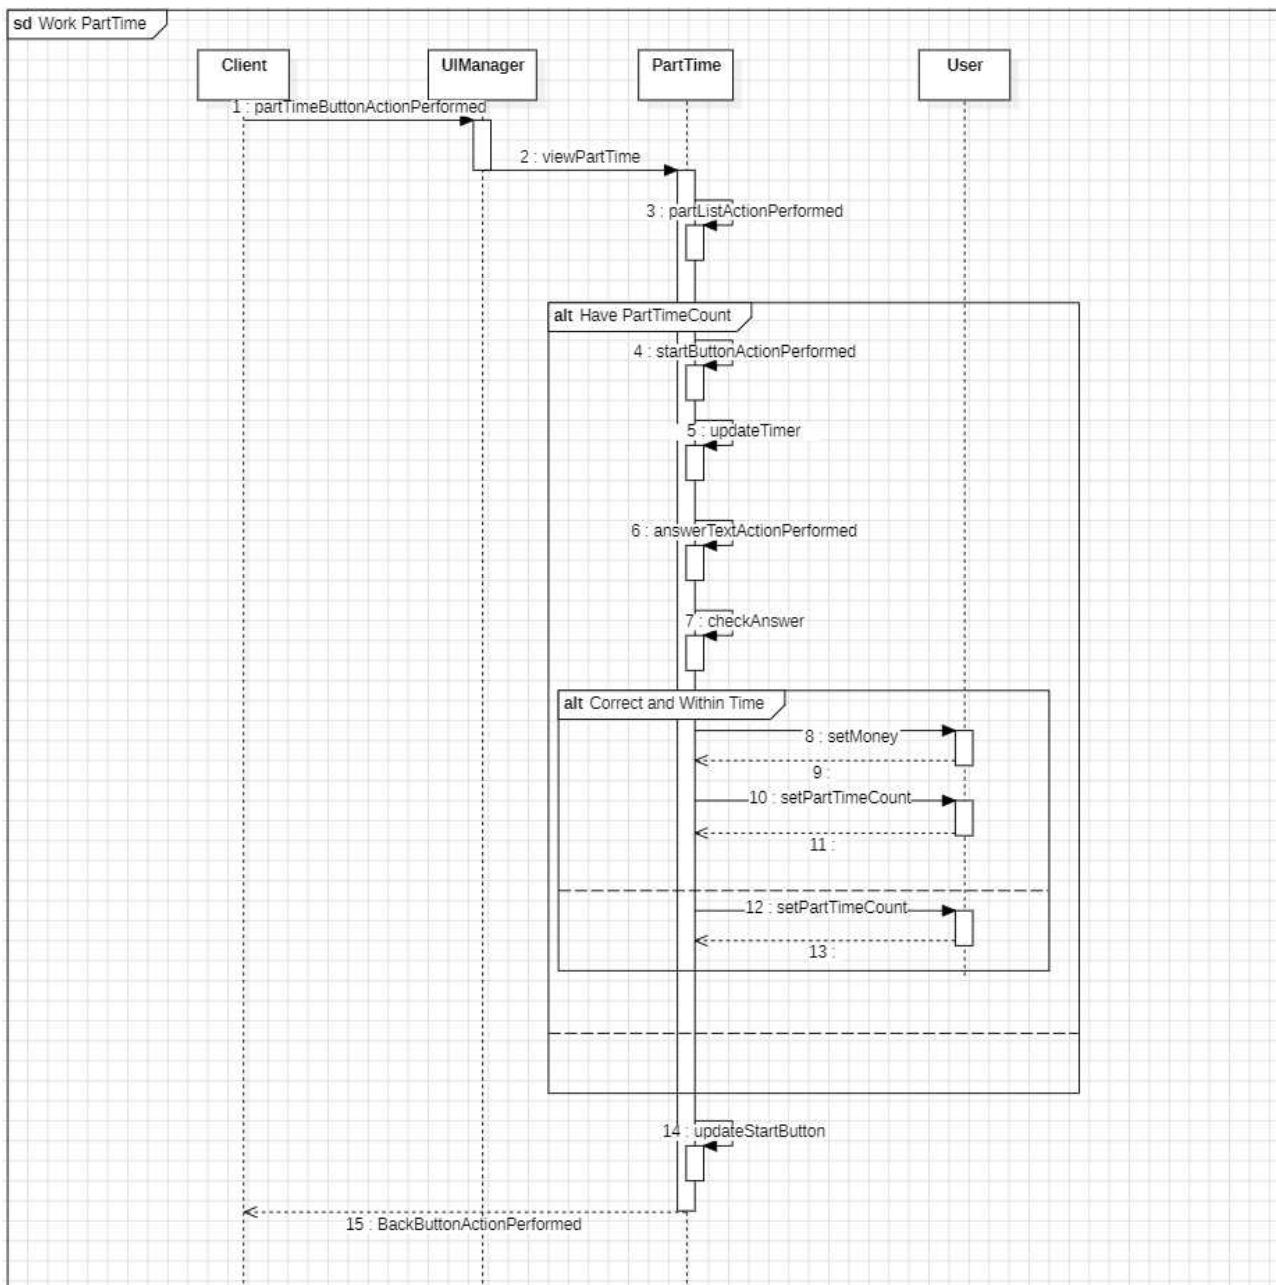 sd Work PartTime
Client
UIManager
PartTime
User
1 : partTimeButtonActionPerformed
2 : viewPartTime
3 : partListActionPerformed
alt Have PartTimeCount
4 : startButtonActionPerformed
5 : updateTimer
6 : answerTextActionPerformed
7 : checkAnswer
alt Correct and Within Time
8 : setMoney
9 :
10 : setPartTimeCount
11 :
12 : setPartTimeCount
13 :
14 : updateStartButton
15 : BackButtonActionPerformed